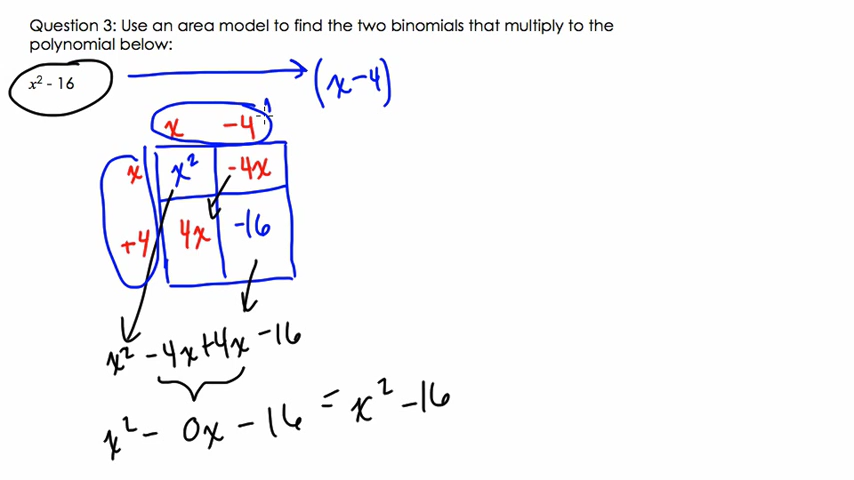 Question 3: Use an area model to find the two binomials that multiply to the
polynomial below:
x² - 16
(x-4)
x -4
x x² -4x
+4 4x -16
x² - 4x + 4x - 16
x² - 0x - 16 = x² - 16